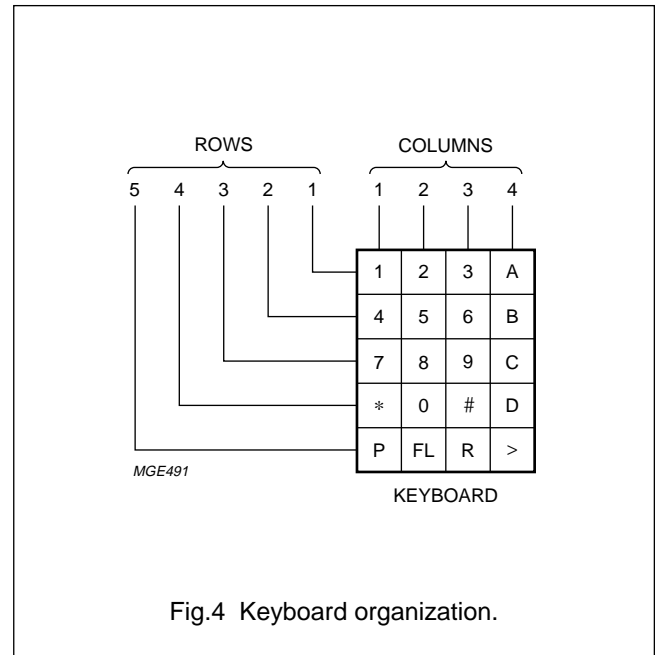 ROWS COLUMNS
5 4 3 2 1 1 2 3 4
1 2 3 A
4 5 6 B
7 8 9 C
* 0 # D
P FL R >
MGE491
KEYBOARD
Fig.4 Keyboard organization.